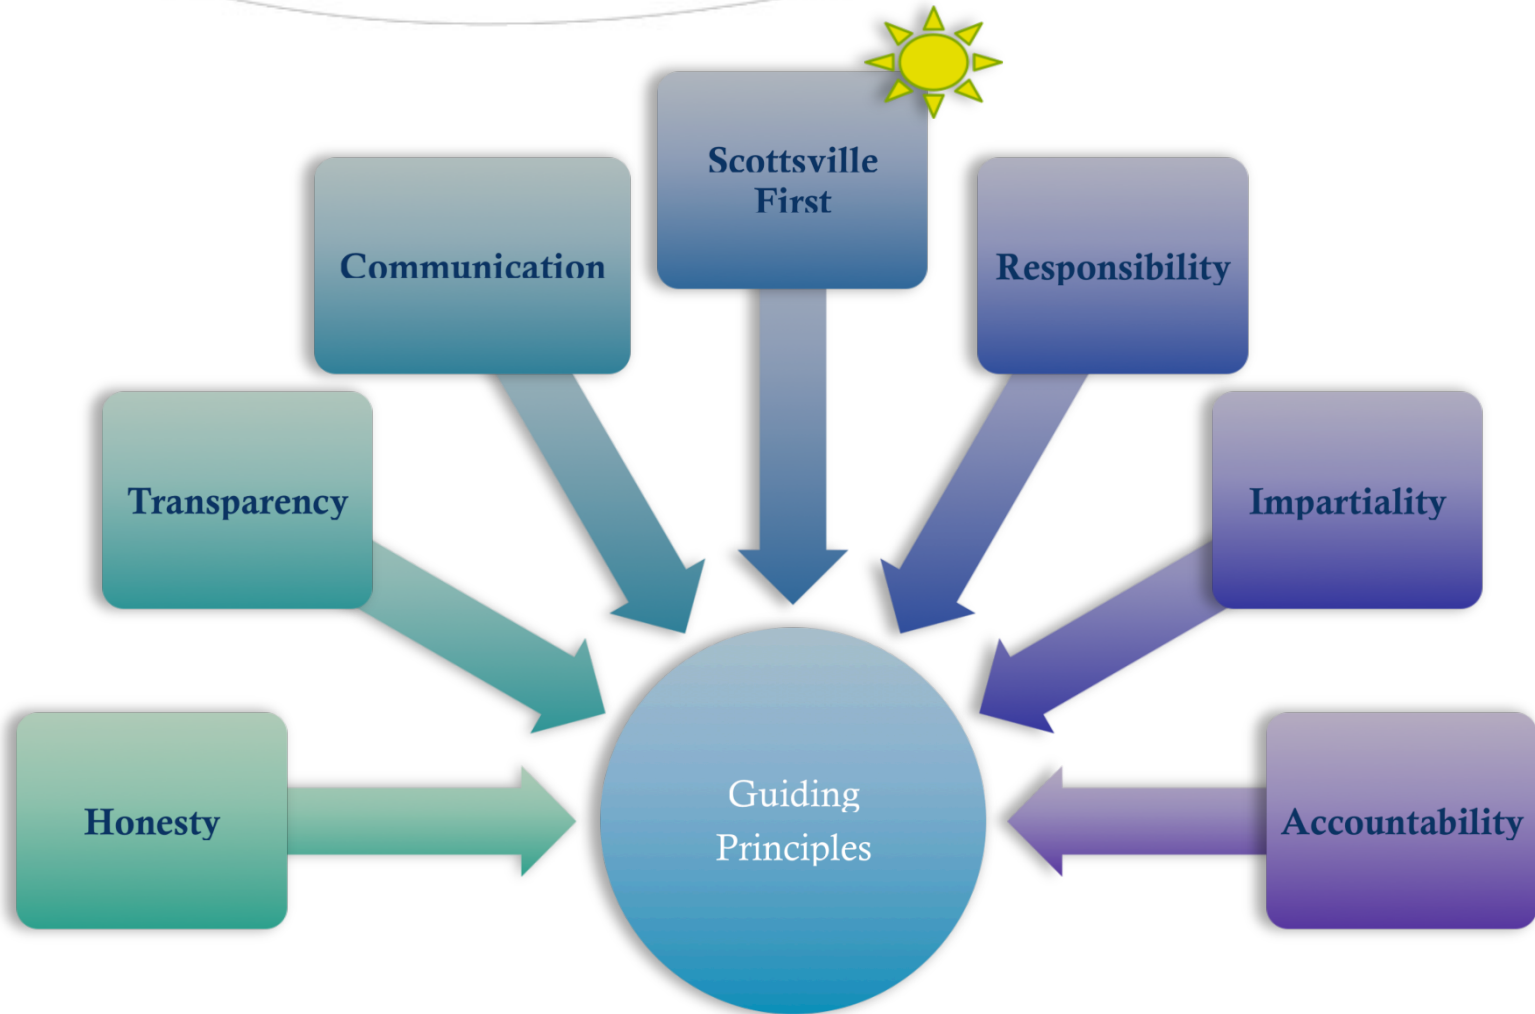 Scottsville
First
Communication
Responsibility
Transparency
Impartiality
Honesty
Guiding
Principles
Accountability